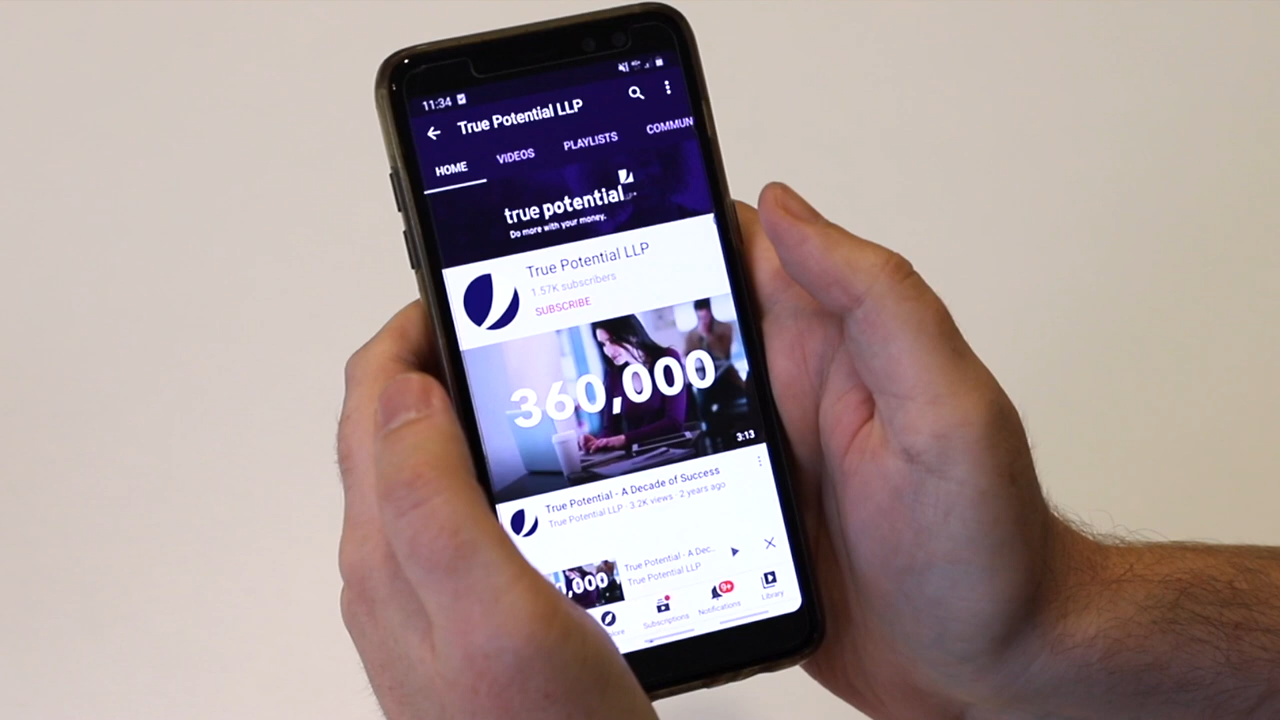 11:34
True Potential LLP
HOME VIDEOS PLAYLISTS COMMUN
true potential
Do more with your money.
True Potential LLP
1.57K subscribers
SUBSCRIBE
360,000
3:13
True Potential - A Decade of Success
True Potential LLP · 3.2K views · 2 years ago
True Potential - A Dec...
True Potential LLP
,000
Subscriptions
Notifications
9+
Library